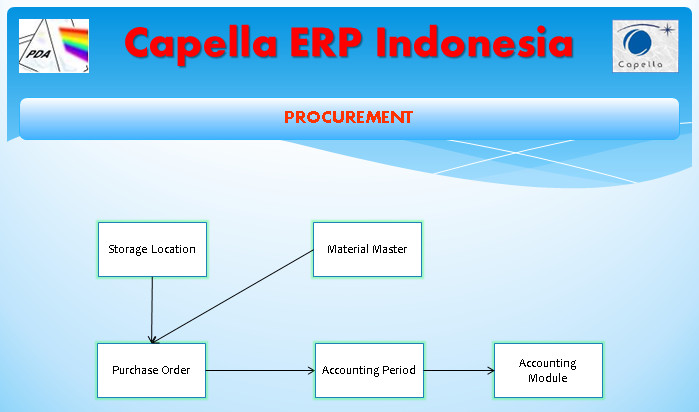 PDA
Capella ERP Indonesia
Capella
PROCUREMENT
Storage Location
Material Master
Purchase Order
Accounting Period
Accounting
Module